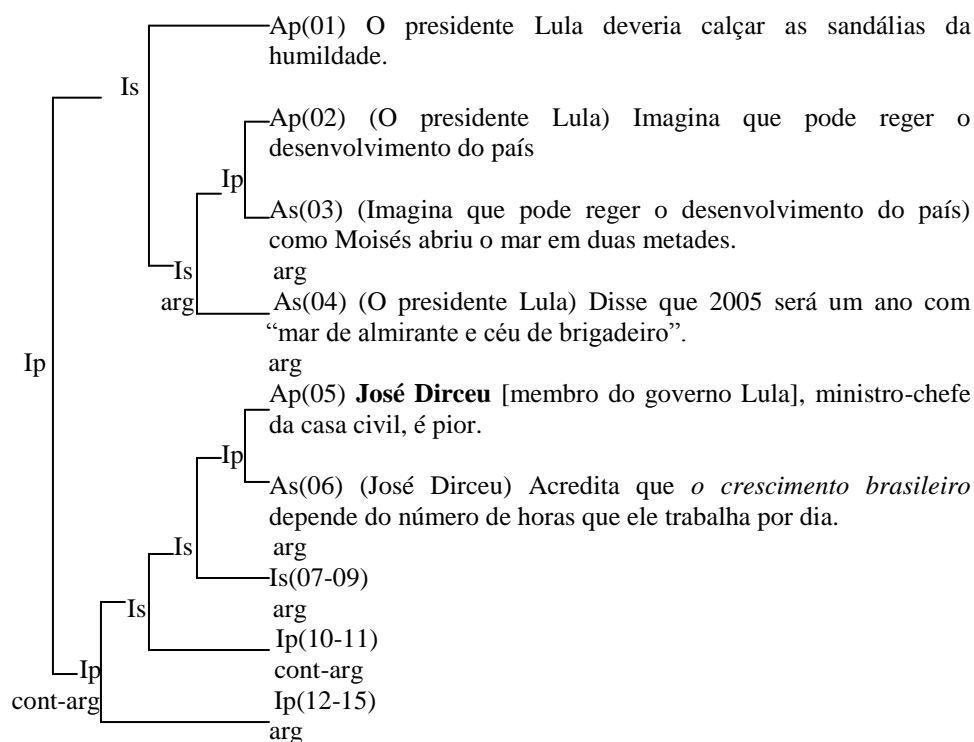 Ap(01) O presidente Lula deveria calçar as sandálias da
humildade.
Is
Ap(02) (O presidente Lula) Imagina que pode reger o
desenvolvimento do país
Ip
As(03) (Imagina que pode reger o desenvolvimento do país)
como Moisés abriu o mar em duas metades.
Is arg
arg As(04) (O presidente Lula) Disse que 2005 será um ano com
“mar de almirante e céu de brigadeiro”.
arg
Ip
Ap(05) José Dirceu [membro do governo Lula], ministro-chefe
da casa civil, é pior.
Ip
As(06) (José Dirceu) Acredita que o crescimento brasileiro
depende do número de horas que ele trabalha por dia.
Is arg
Is(07-09)
arg
Is
Ip(10-11)
Ip cont-arg
cont-arg Ip(12-15)
arg